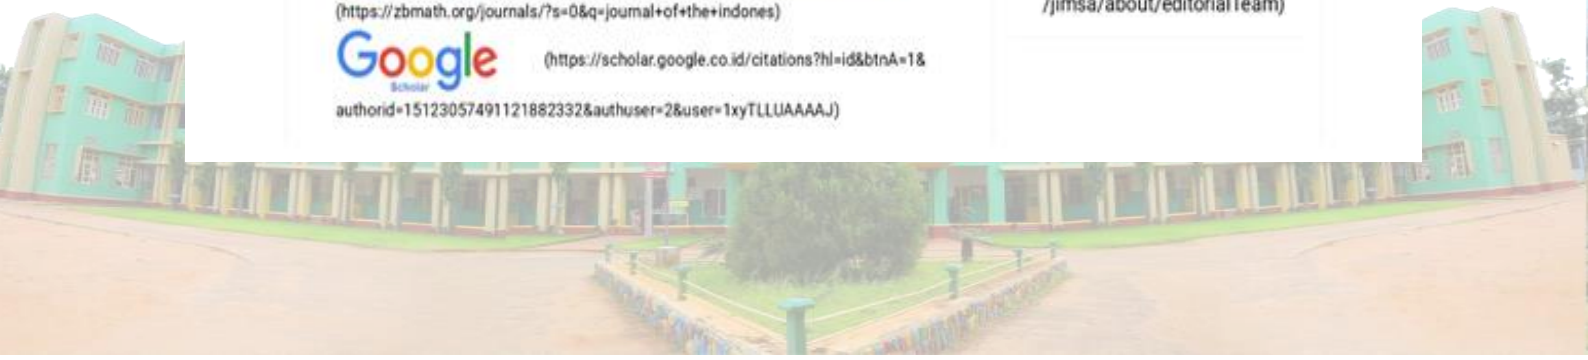 (https://zbmath.org/journals/?s=0&q=journal+of+the+indones)
/jimsa/about/editorialTeam)
Google
Scholar
(https://scholar.google.co.id/citations?hl=id&btnA=1&
authorid=15123057491121882332&authuser=2&user=1xyTLLUAAAAJ)